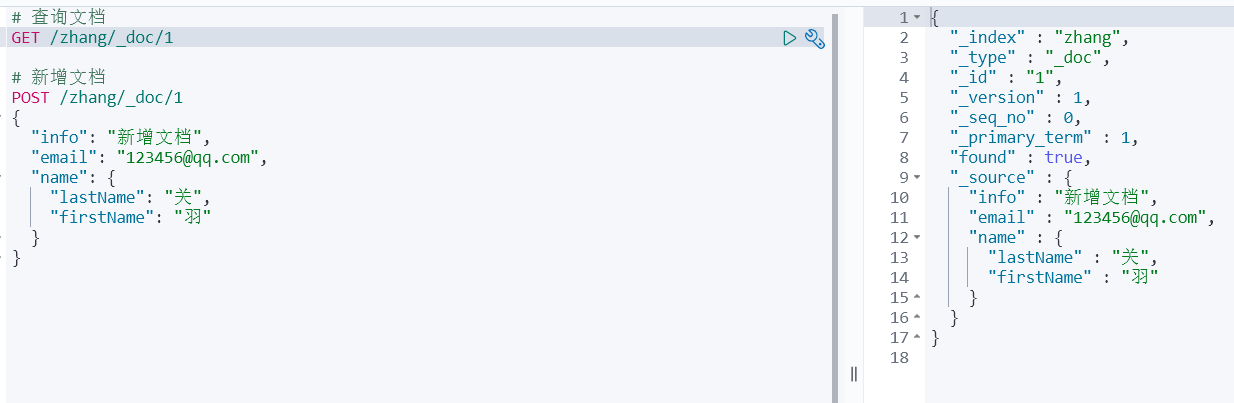 # 查询文档
GET /zhang/_doc/1
# 新增文档
POST /zhang/_doc/1
{
  "info": "新增文档",
  "email": "123456@qq.com",
  "name": {
    "lastName": "关",
    "firstName": "羽"
  }
}
1 {
2   "_index" : "zhang",
3   "_type" : "_doc",
4   "_id" : "1",
5   "_version" : 1,
6   "_seq_no" : 0,
7   "_primary_term" : 1,
8   "found" : true,
9   "_source" : {
10     "info" : "新增文档",
11     "email" : "123456@qq.com",
12     "name" : {
13       "lastName" : "关",
14       "firstName" : "羽"
15     }
16   }
17 }
18